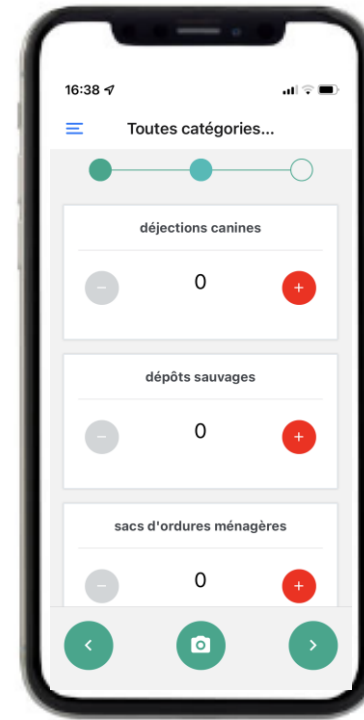 16:38
Toutes catégories...
déjections canines
- 0 +
dépôts sauvages
- 0 +
sacs d'ordures ménagères
- 0 +